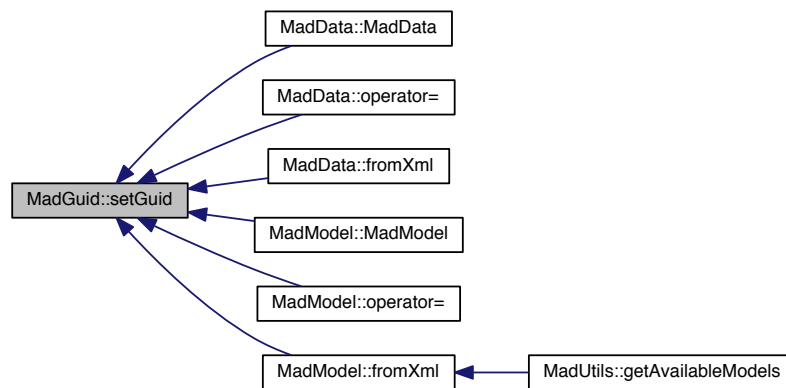 MadData::MadData
MadData::operator=
MadData::fromXml
MadGuid::setGuid
MadModel::MadModel
MadModel::operator=
MadModel::fromXml
MadUtils::getAvailableModels